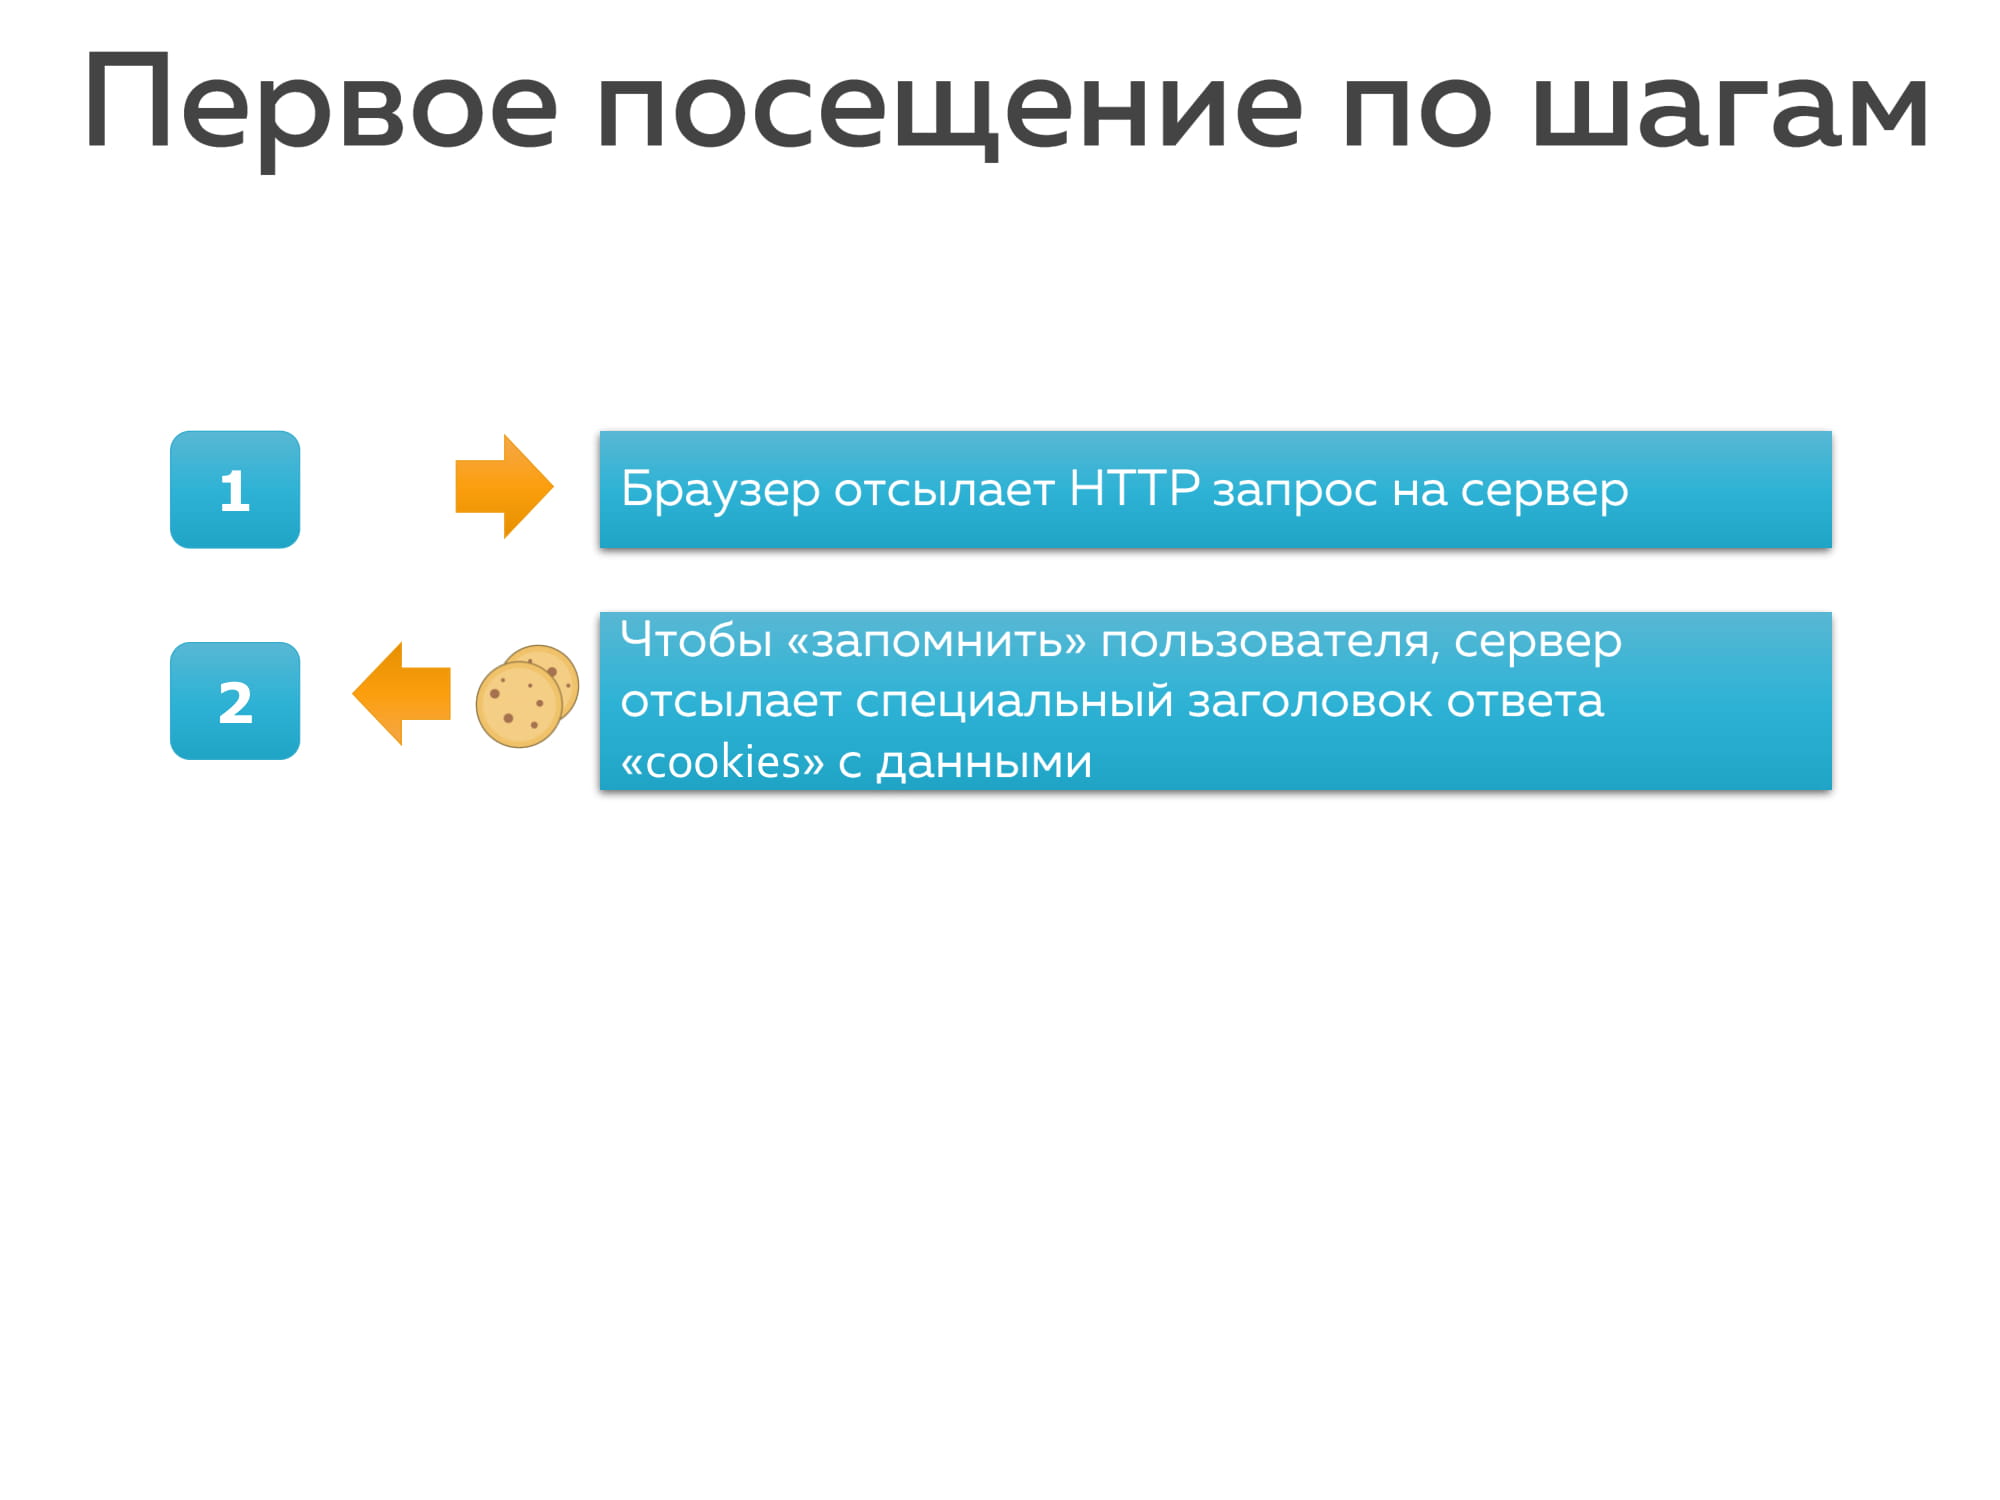 Первое посещение по шагам
1
Браузер отсылает HTTP запрос на сервер
2
Чтобы «запомнить» пользователя, сервер
отсылает специальный заголовок ответа
«cookies» с данными